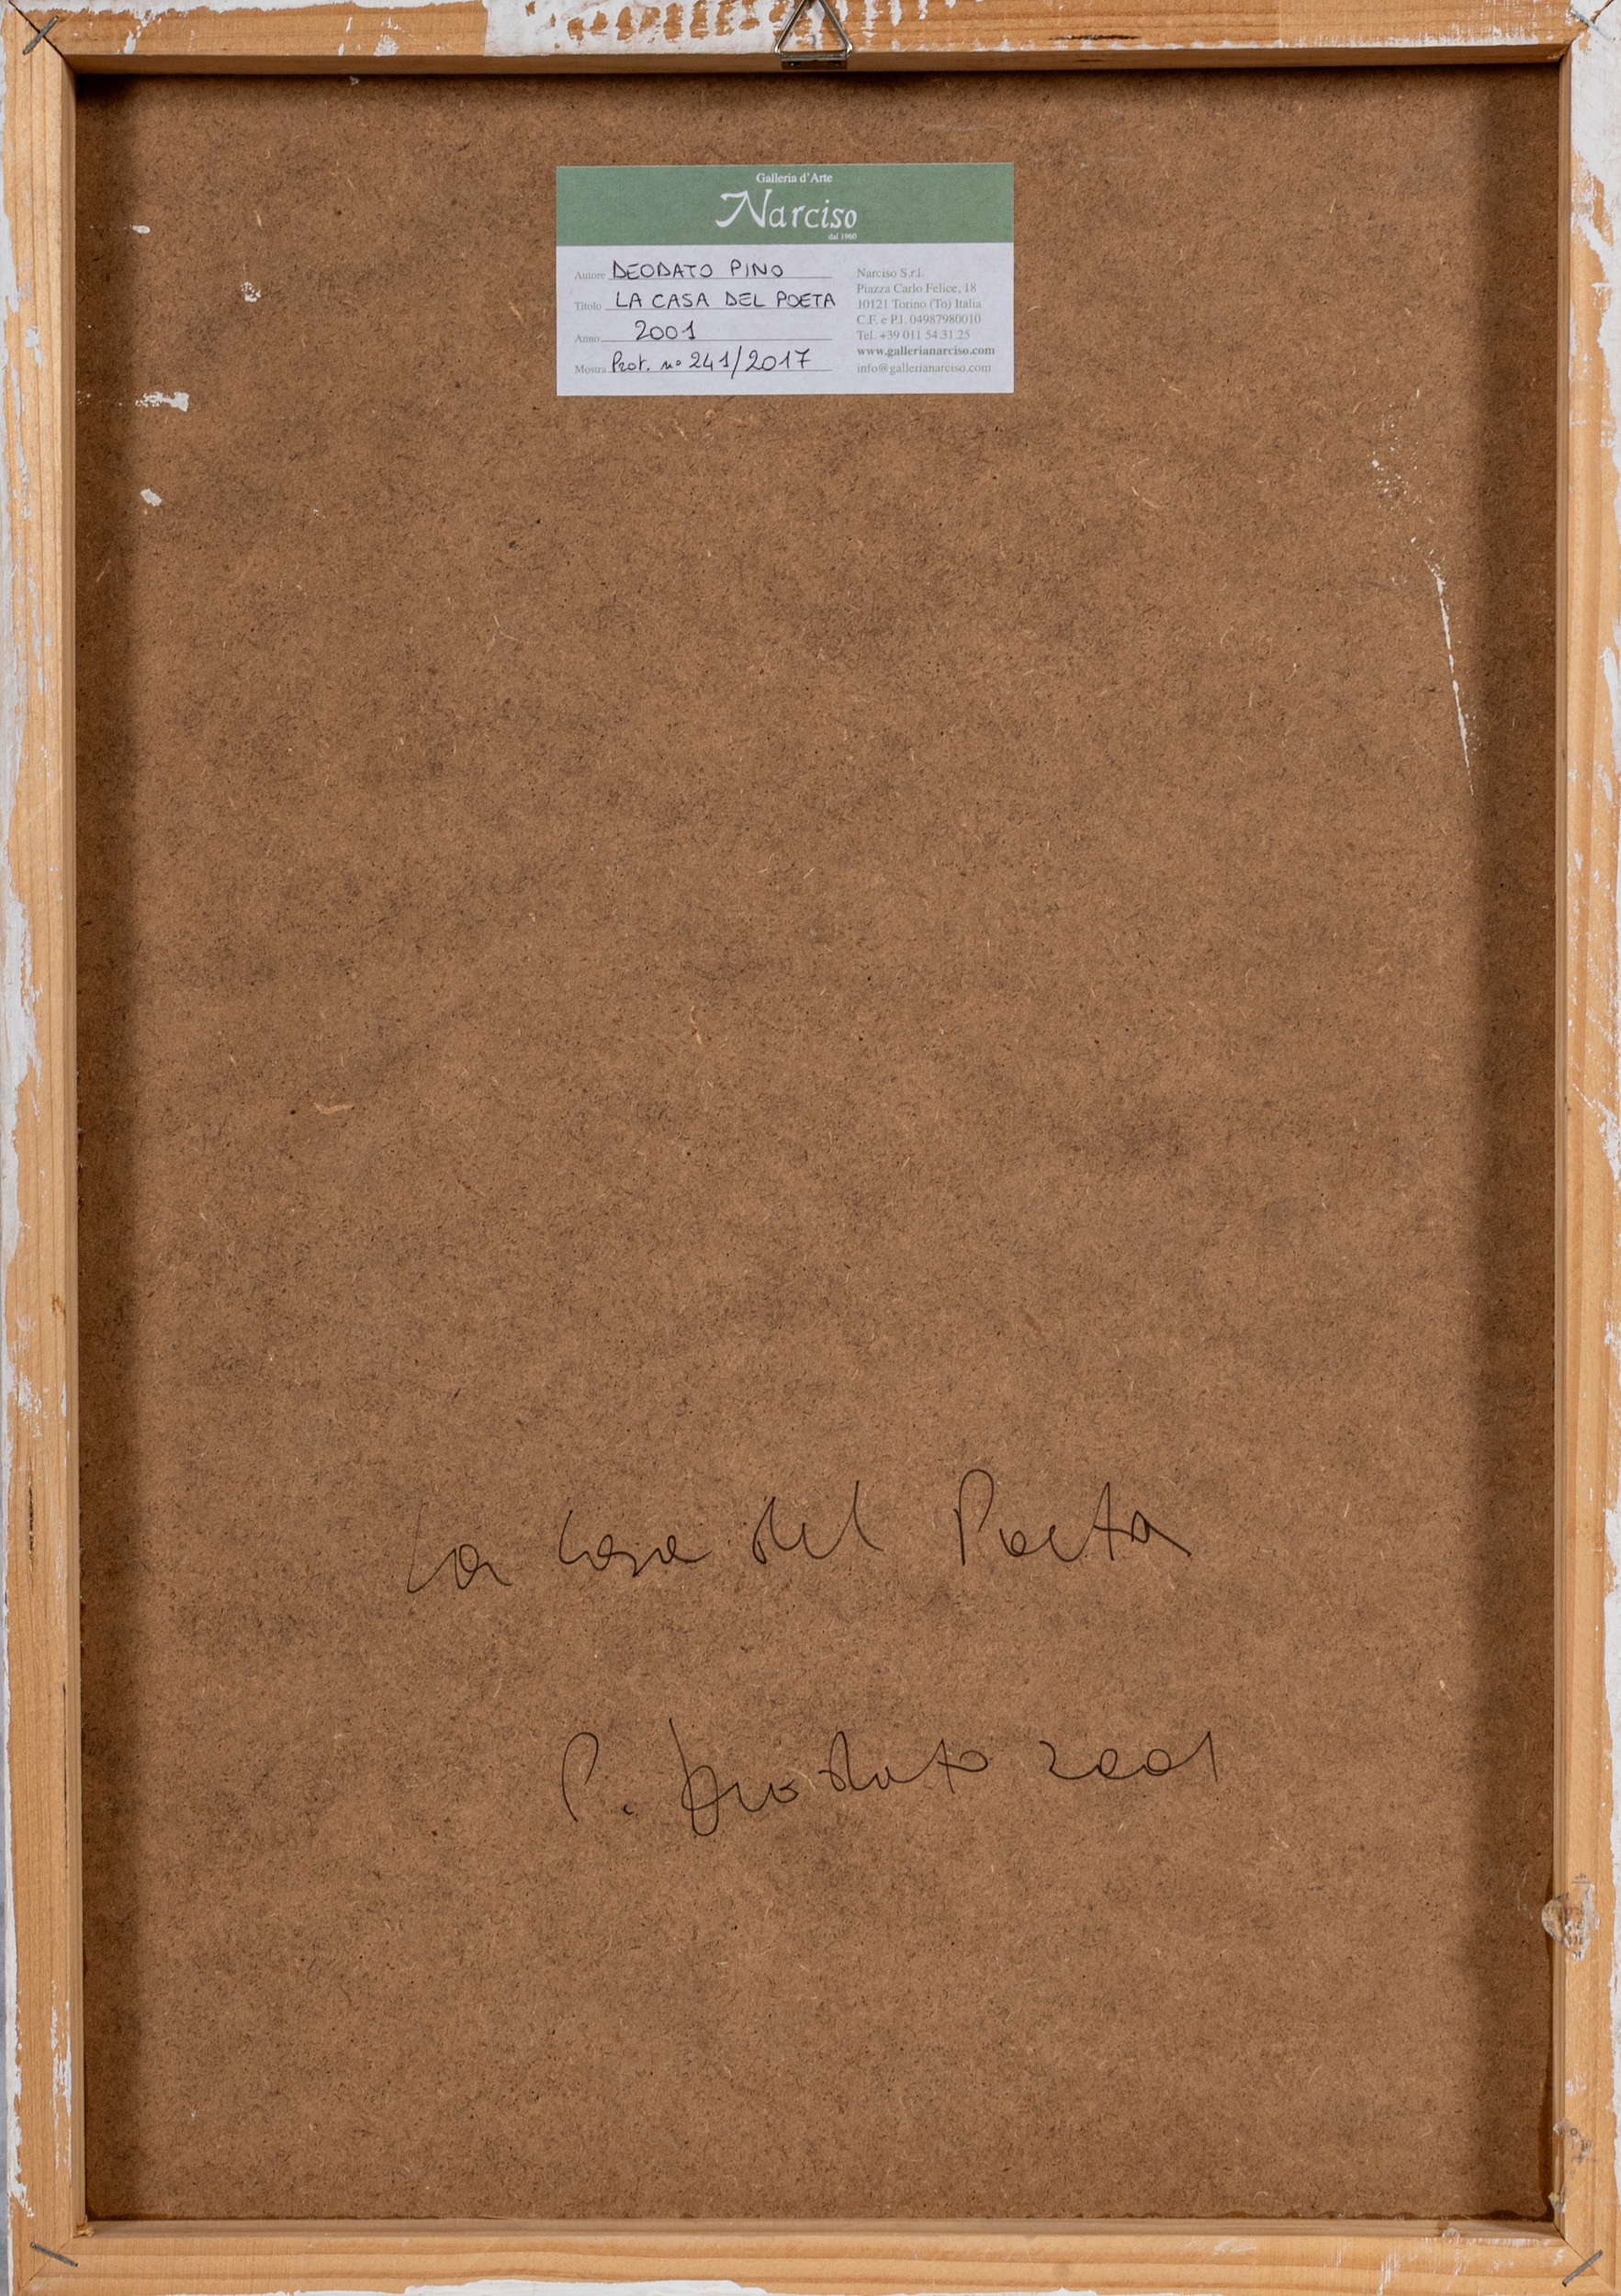 Galleria d'Arte
Narciso
dal 1960
Autore DEODATO PINO
Titolo LA CASA DEL POETA
Anno 2001
Mostra Prot. n° 241/2017
Narciso S.r.l.
Piazza Carlo Felice, 18
10121 Torino (To) Italia
C.F. e P.I. 04987980010
Tel. +39 011 54.31.25
www.gallerianarciso.com
info@gallerianarciso.com
La Casa del Poeta
P. Deodato 2001